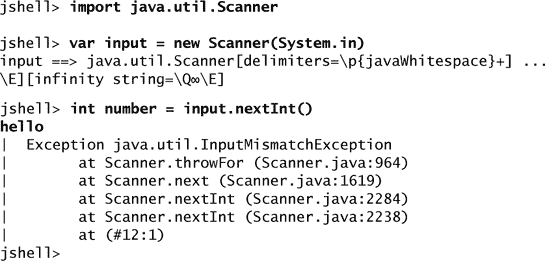 jshell> import java.util.Scanner
jshell> var input = new Scanner(System.in)
input ==> java.util.Scanner[delimiters=\p{javaWhitespace}+] ...
\E][infinity string=\Q∞\E]
jshell> int number = input.nextInt()
hello
|  Exception java.util.InputMismatchException
|        at Scanner.throwFor (Scanner.java:964)
|        at Scanner.next (Scanner.java:1619)
|        at Scanner.nextInt (Scanner.java:2284)
|        at Scanner.nextInt (Scanner.java:2238)
|        at (#12:1)
jshell>